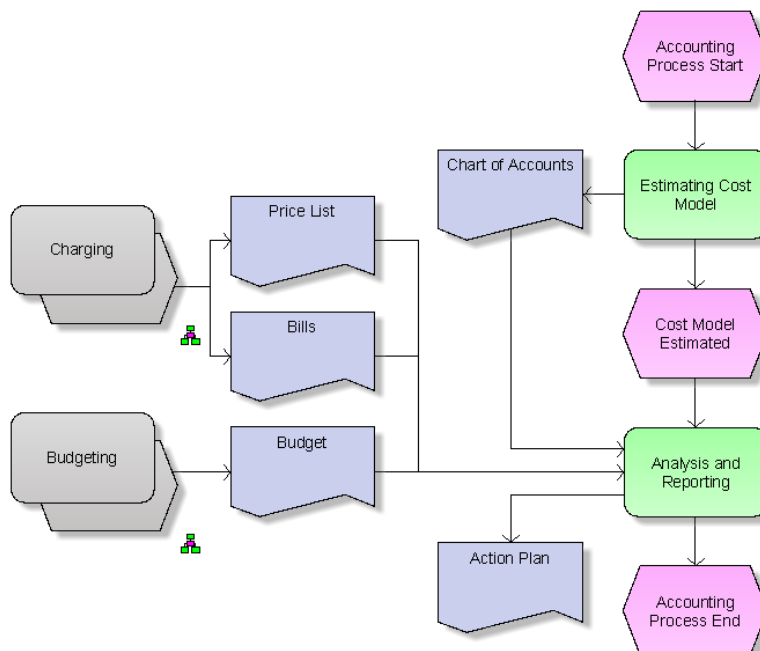 Accounting
Process Start
Chart of Accounts
Estimating Cost
Model
Price List
Charging
Bills
Cost Model
Estimated
Budget
Budgeting
Analysis and
Reporting
Action Plan
Accounting
Process End